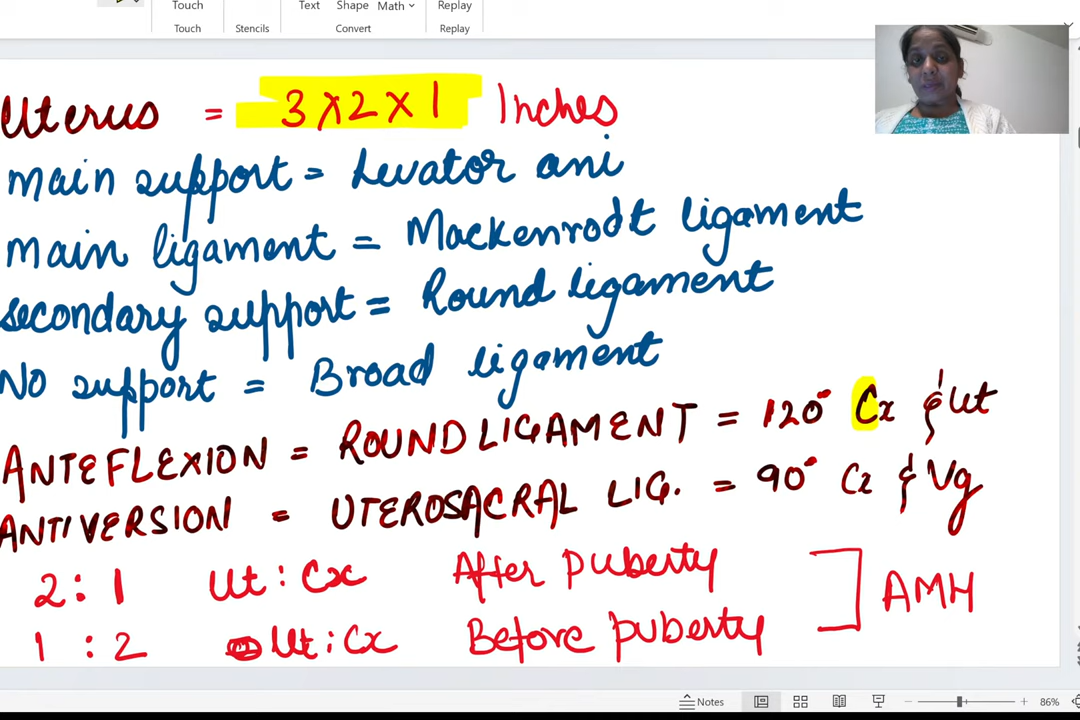 Touch
Text Shape Math
Replay
Touch
Stencils
Convert
Replay
Uterus = 3 X 2 X 1 Inches
main support = Levator ani
main ligament = Mackenrodt ligament
secondary support = Round ligament
No support = Broad ligament
ANTEFLEXION = ROUND LIGAMENT = 120° Cx & Ut
ANTIVERSION = UTEROSACRAL LIG. = 90° Cx & Vg
2 : 1 Ut : Cx After puberty
AMH
1 : 2 Ut : Cx Before puberty
Notes
86%